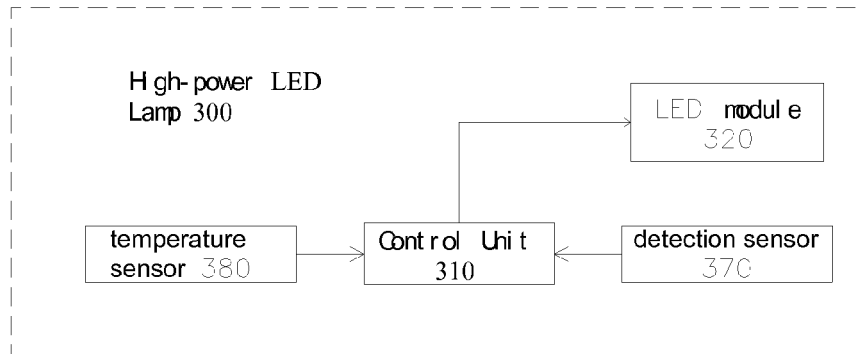 High-power LED
Lamp 300
LED module
320
temperature
sensor 380
Control Unit
310
detection sensor
370